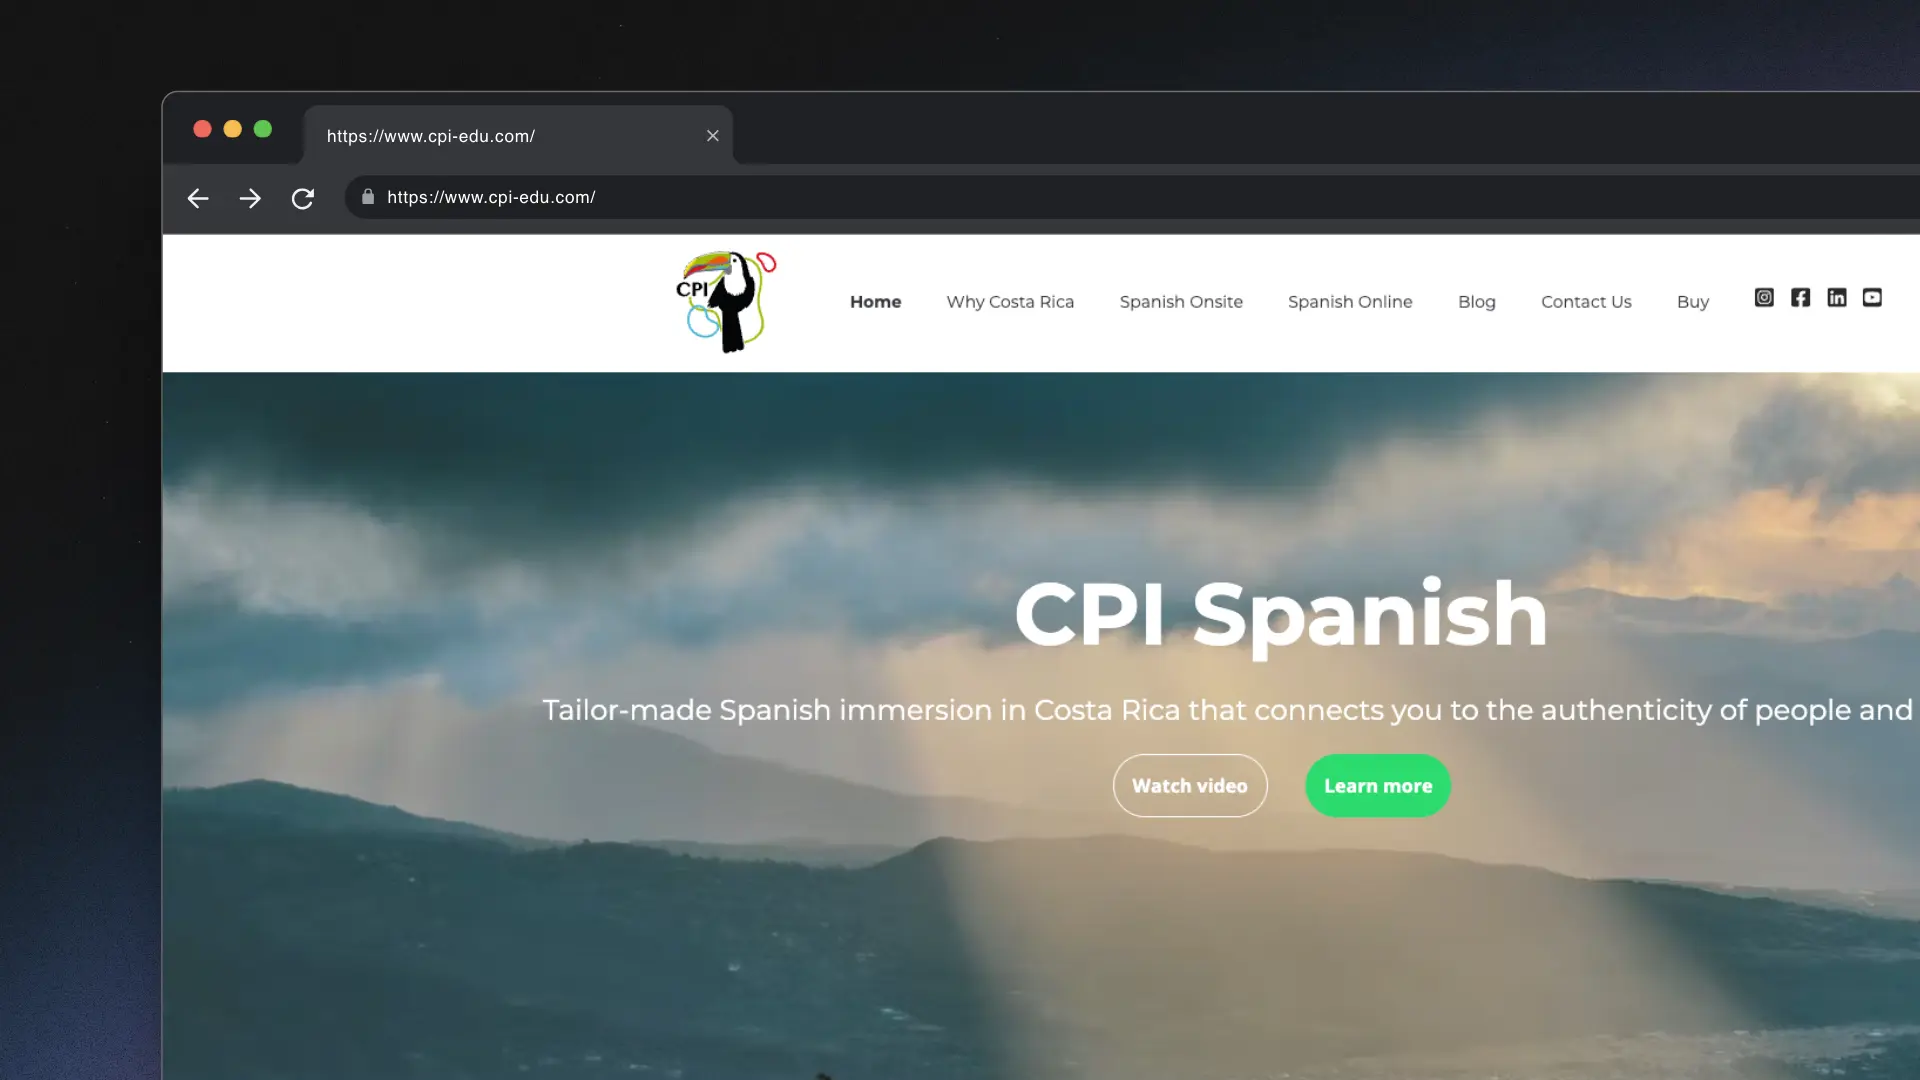 https://www.cpi-edu.com/
https://www.cpi-edu.com/
CPI
Home Why Costa Rica Spanish Onsite Spanish Online Blog Contact Us Buy
CPI Spanish
Tailor-made Spanish immersion in Costa Rica that connects you to the authenticity of people and
Watch video Learn more